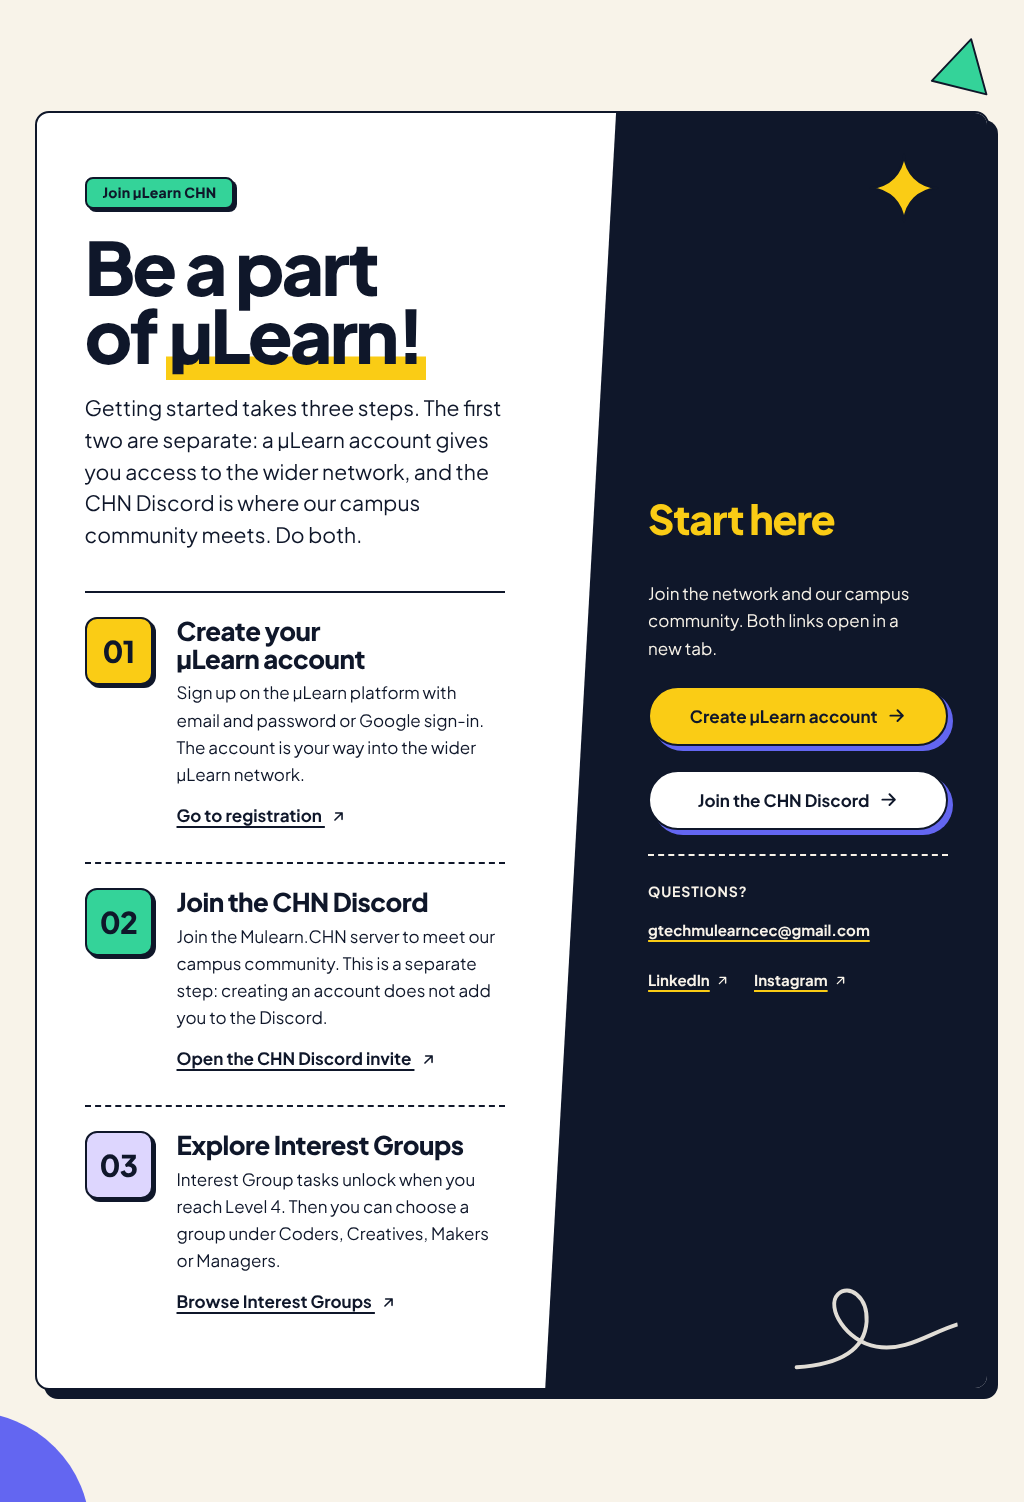 Join µLearn CHN
Be a part
of µLearn!
Getting started takes three steps. The first
two are separate: a µLearn account gives
you access to the wider network, and the
CHN Discord is where our campus
community meets. Do both.
01
Create your
µLearn account
Sign up on the µLearn platform with
email and password or Google sign-in.
The account is your way into the wider
µLearn network.
Go to registration ↗
02
Join the CHN Discord
Join the Mulearn.CHN server to meet our
campus community. This is a separate
step: creating an account does not add
you to the Discord.
Open the CHN Discord invite ↗
03
Explore Interest Groups
Interest Group tasks unlock when you
reach Level 4. Then you can choose a
group under Coders, Creatives, Makers
or Managers.
Browse Interest Groups ↗
Start here
Join the network and our campus
community. Both links open in a
new tab.
Create µLearn account →
Join the CHN Discord →
QUESTIONS?
gtechmulearncec@gmail.com
LinkedIn ↗ Instagram ↗